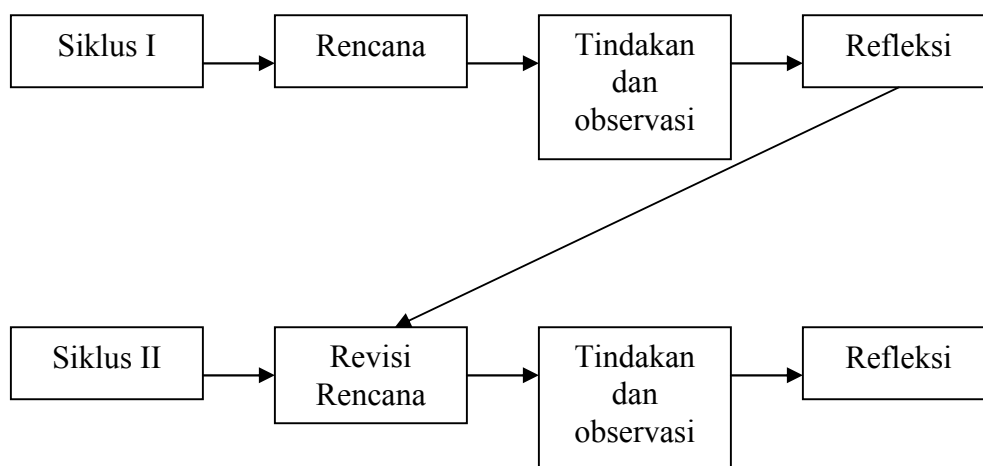 Siklus I
Rencana
Tindakan
dan
observasi
Refleksi
Siklus II
Revisi
Rencana
Tindakan
dan
observasi
Refleksi